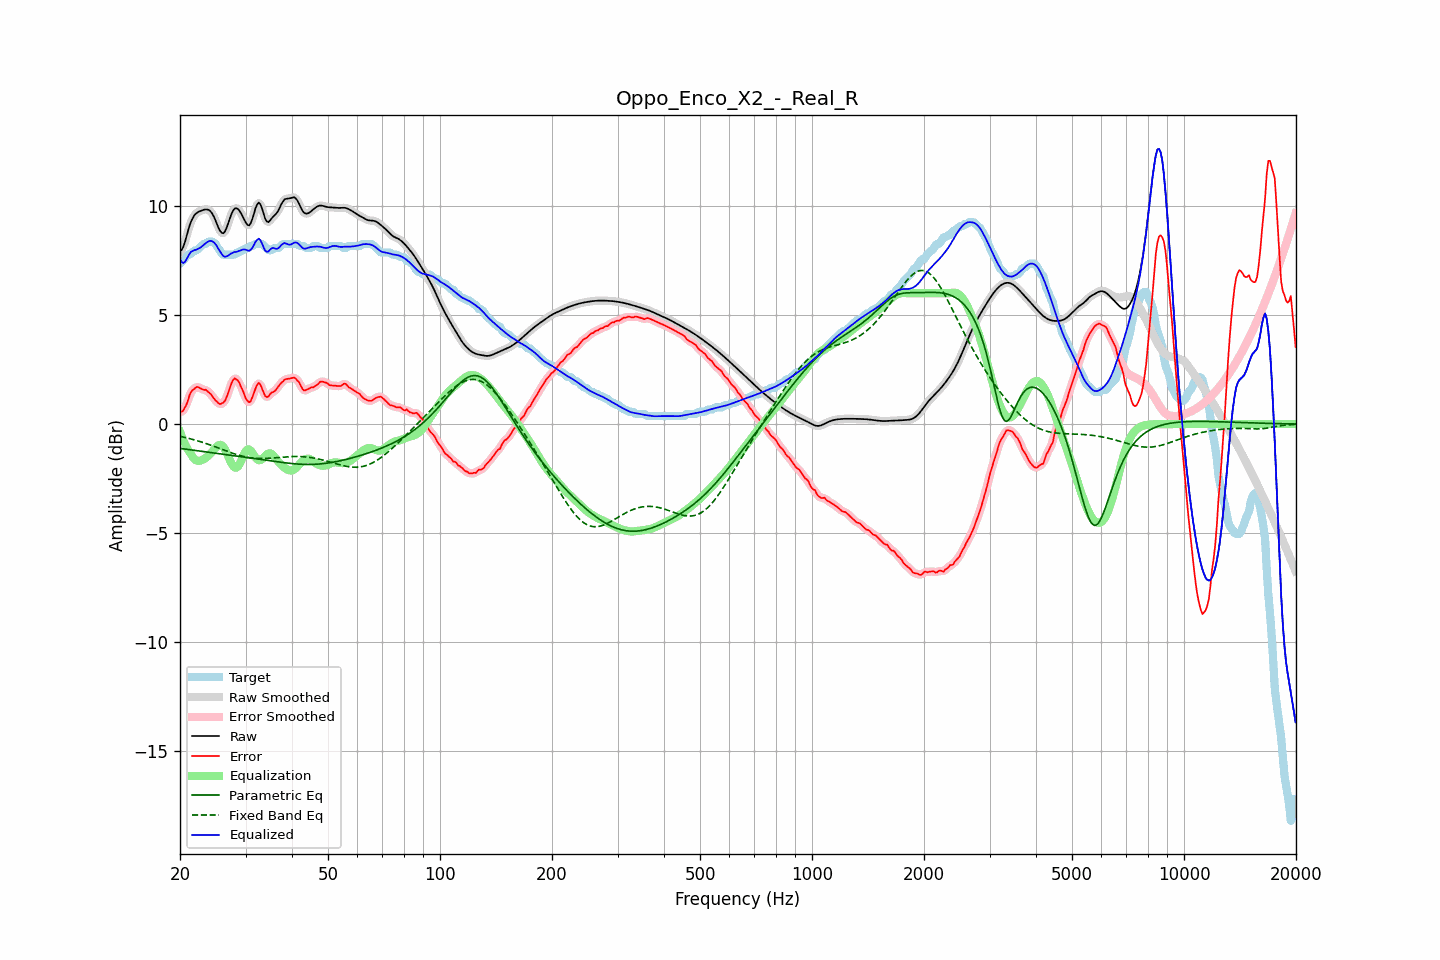 Oppo_Enco_X2_-_Real_R
Amplitude (dBr)
10
5
0
−5
−10
−15
Target
Raw Smoothed
Error Smoothed
Raw
Error
Equalization
Parametric Eq
Fixed Band Eq
Equalized
20 50 100 200 500 1000 2000 5000 10000 20000
Frequency (Hz)